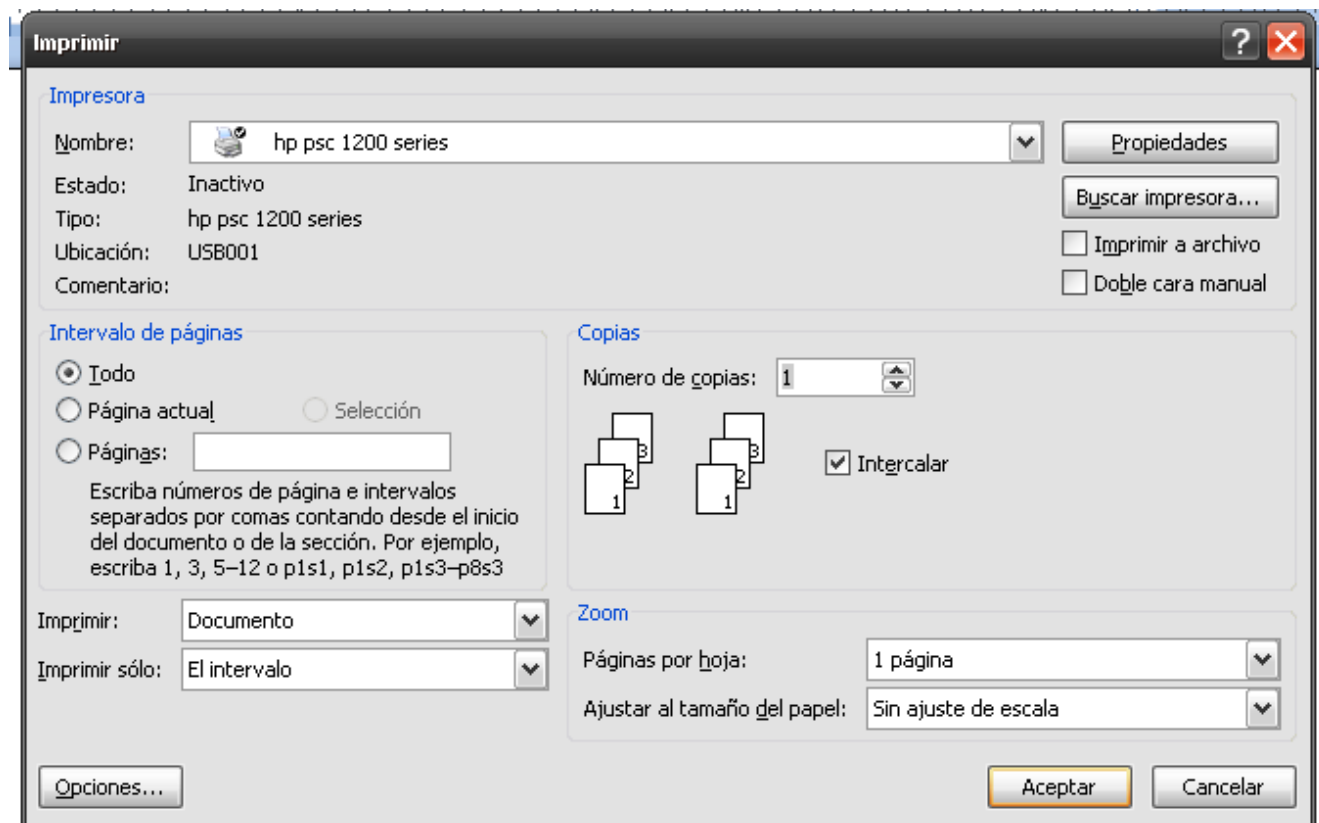 Imprimir
Impresora
Nombre: hp psc 1200 series Propiedades
Estado: Inactivo
Buscar impresora...
Tipo: hp psc 1200 series
Ubicación: USB001 Imprimir a archivo
Comentario: Doble cara manual
Intervalo de páginas
Todo
Página actual Selección
Páginas:
Escriba números de página e intervalos
separados por comas contando desde el inicio
del documento o de la sección. Por ejemplo,
escriba 1, 3, 5–12 o p1s1, p1s2, p1s3–p8s3
Copias
Número de copias: 1
3 3
2 2
1 1
Intercalar
Imprimir: Documento
Imprimir sólo: El intervalo
Zoom
Páginas por hoja: 1 página
Ajustar al tamaño del papel: Sin ajuste de escala
Opciones... Aceptar Cancelar